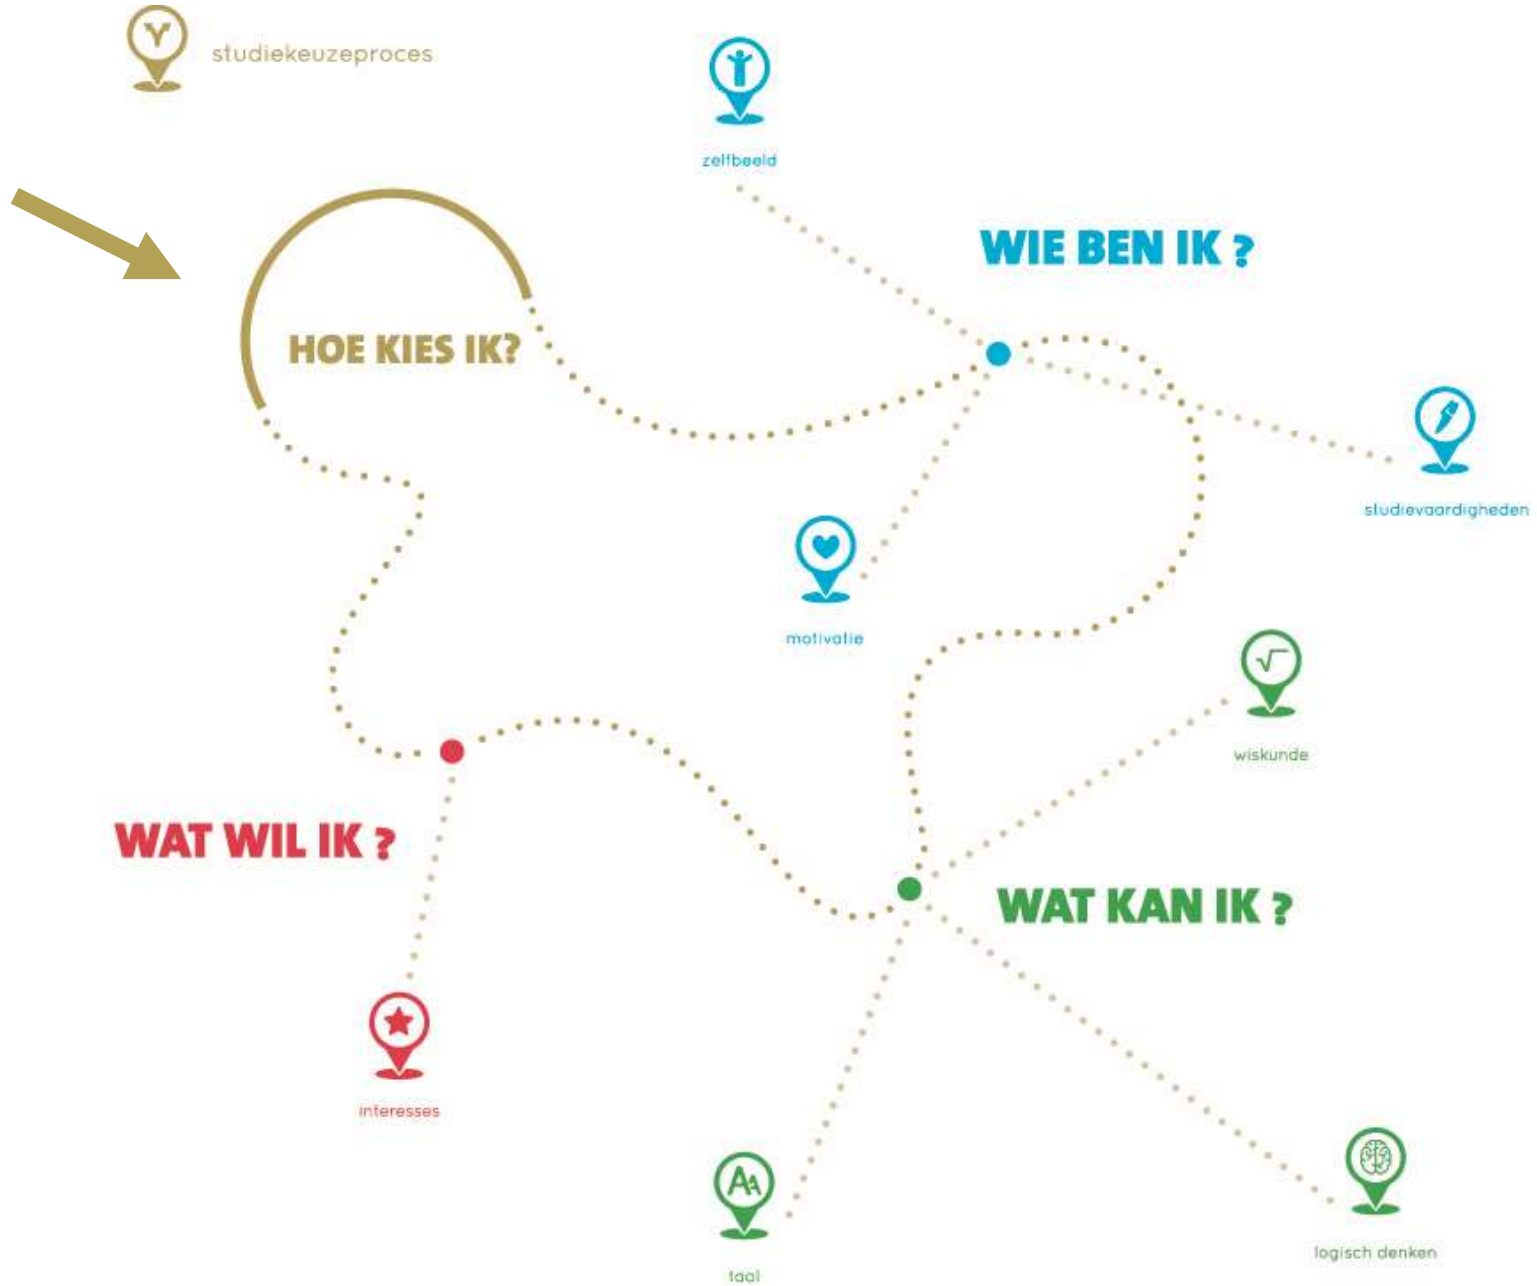 studiekeuzeproces
zelfbeeld
WIE BEN IK ?
HOE KIES IK?
studievaardigheden
motivatie
wiskunde
WAT WIL IK ?
WAT KAN IK ?
interesses
AA
logisch denken
taal